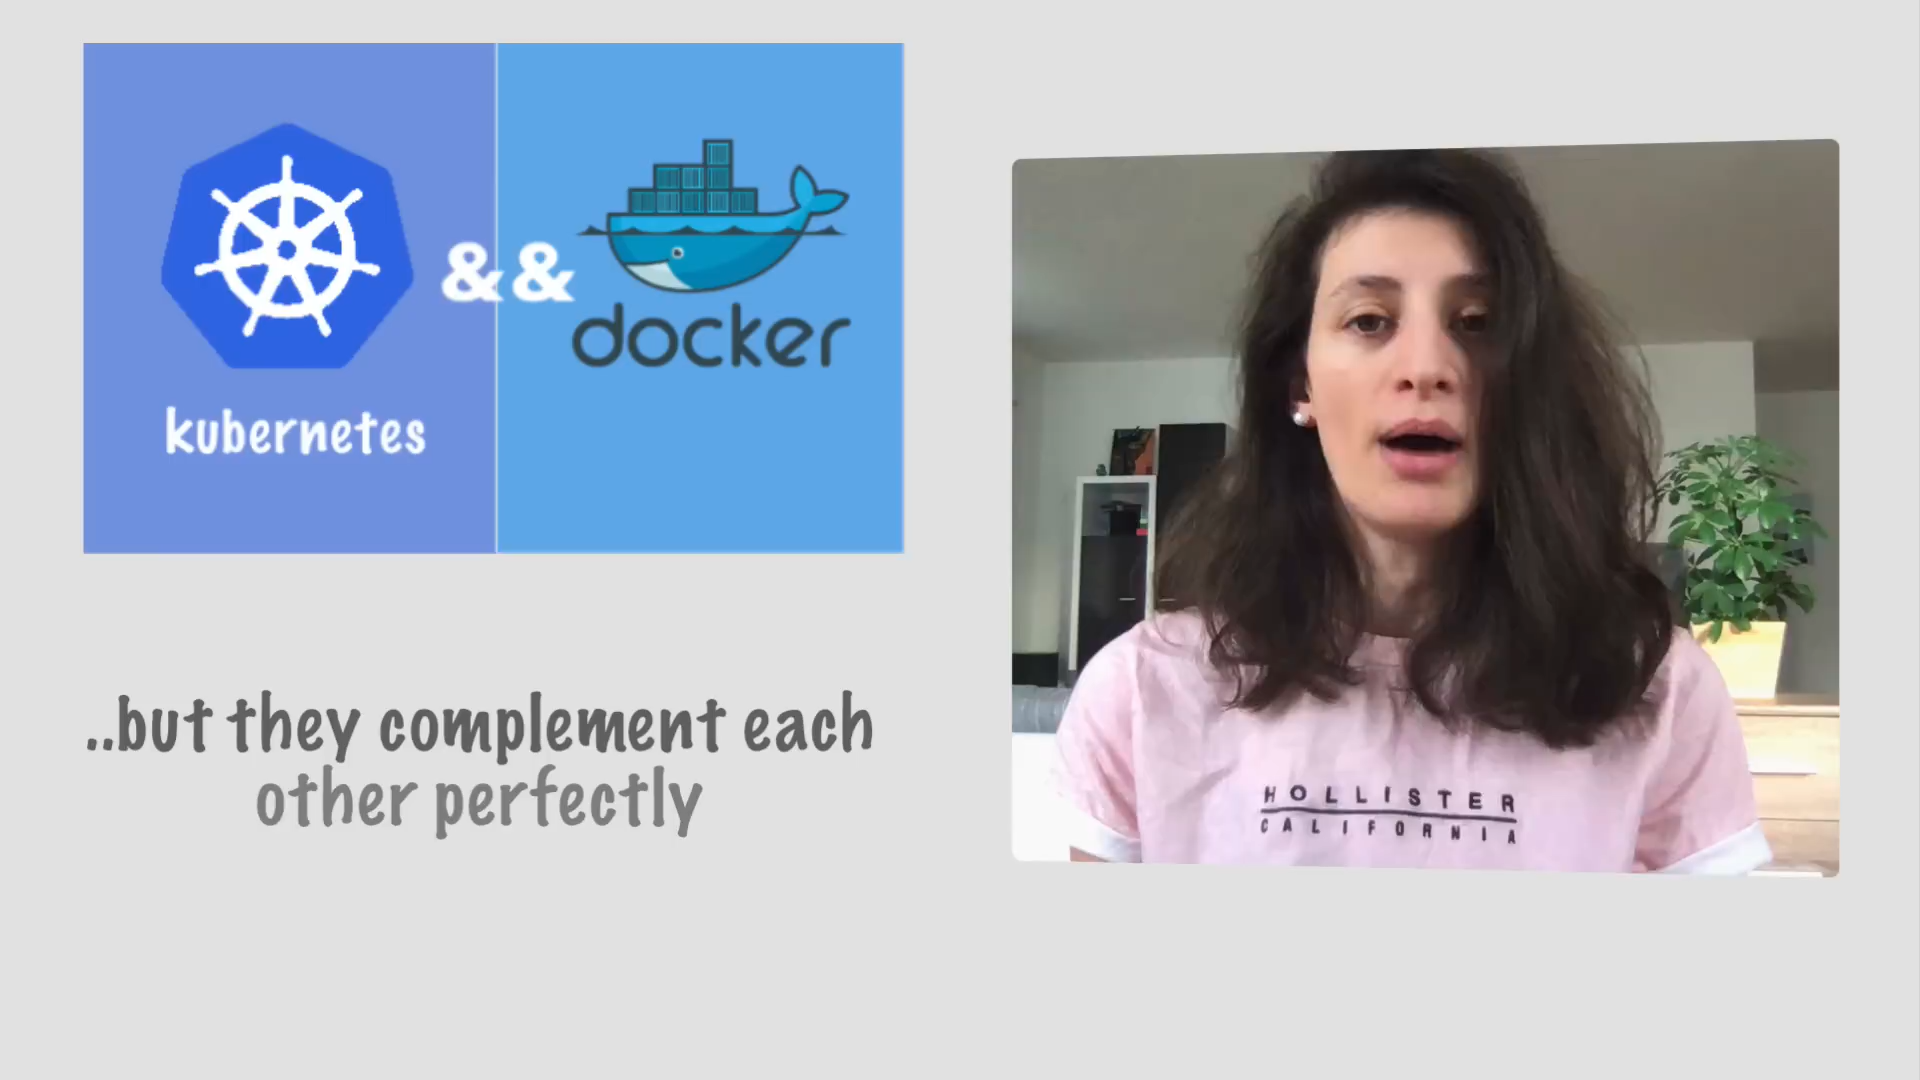 &&
docker
kubernetes
..but they complement each
other perfectly
HOLLISTER
CALIFORNIA